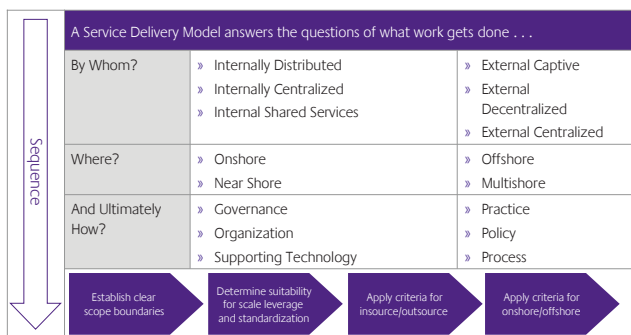 A Service Delivery Model answers the questions of what work gets done . . .
Sequence
By Whom?
» Internally Distributed
» Internally Centralized
» Internal Shared Services
» External Captive
» External
Decentralized
» External Centralized
Where?
» Onshore
» Near Shore
» Offshore
» Multishore
And Ultimately
How?
» Governance
» Organization
» Supporting Technology
» Practice
» Policy
» Process
Establish clear
scope boundaries
Determine suitability
for scale leverage
and standardization
Apply criteria for
insource/outsource
Apply criteria for
onshore/offshore